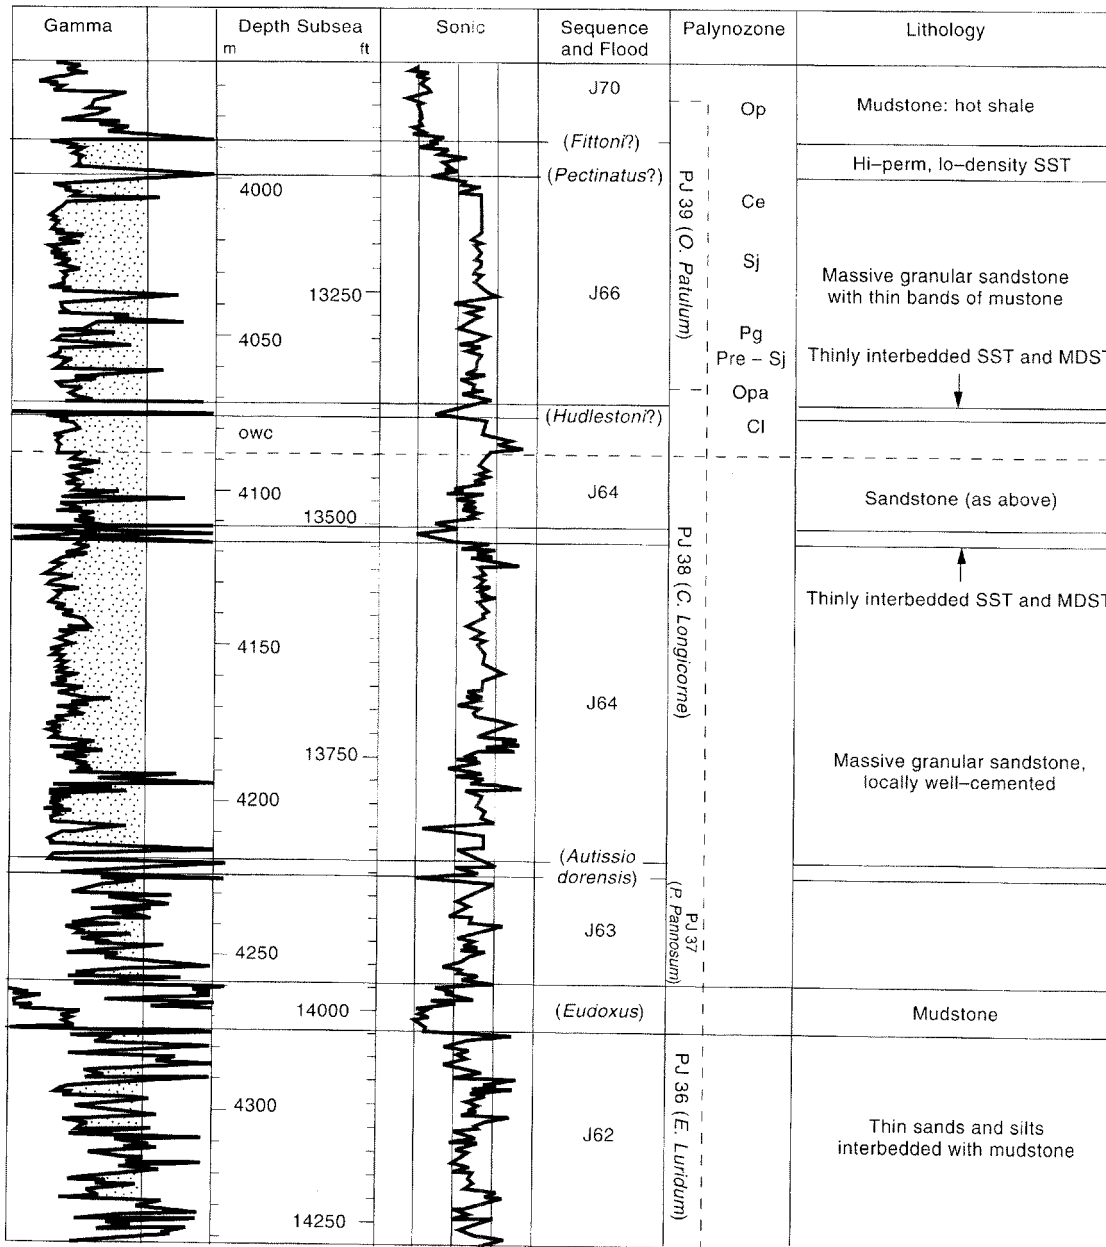 Gamma
Depth Subsea
m ft
Sonic
Sequence
and Flood
Palynozone
Lithology
J70
Op
Mudstone: hot shale
(Fittoni?)
Hi–perm, lo–density SST
(Pectinatus?)
4000
PJ 39 (O. Patulum)
Ce
Sj
13250
J66
Massive granular sandstone
with thin bands of mustone
4050
Pg
Pre – Sj
Thinly interbedded SST and MDST
Opa
(Hudlestoni?)
owc
Cl
4100
J64
Sandstone (as above)
13500
PJ 38 (C. Longicorne)
Thinly interbedded SST and MDST
4150
J64
13750
Massive granular sandstone,
locally well–cemented
4200
(Autissio
dorensis)
PJ 37
(P. Pannosum)
J63
4250
14000
(Eudoxus)
Mudstone
PJ 36 (E. Luridum)
4300
J62
Thin sands and silts
interbedded with mudstone
14250